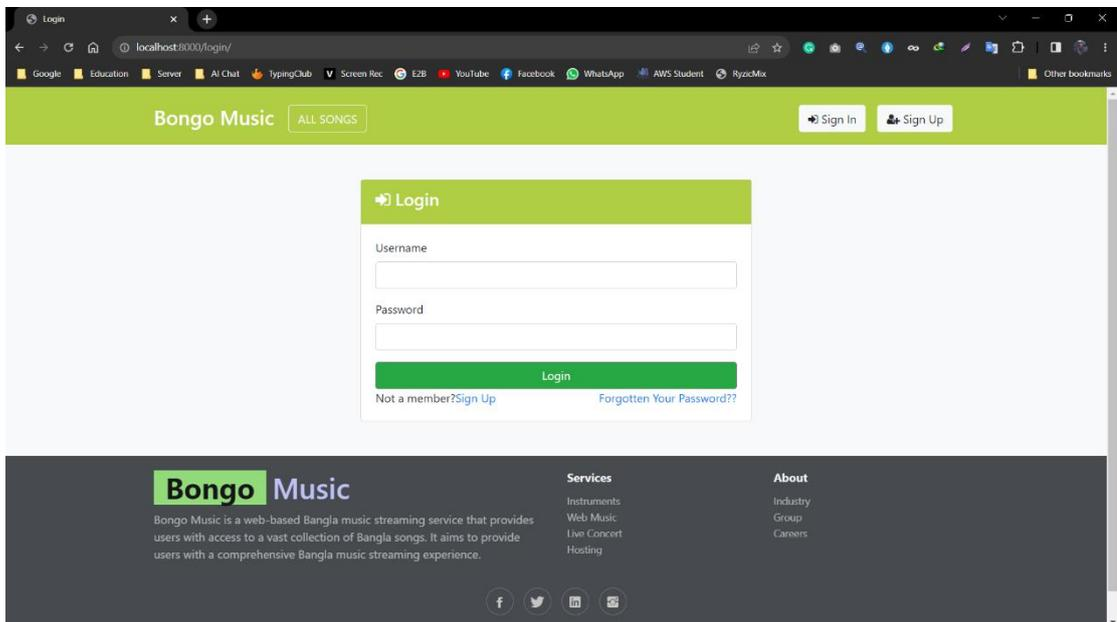 Login
localhost:8000/login/
Google Education Server AI Chat TypingClub Screen Rec E2B YouTube Facebook WhatsApp AWS Student RyzicMix Other bookmarks
Bongo Music ALL SONGS Sign In Sign Up
Login
Username
Password
Login
Not a member?Sign Up Forgotten Your Password??
Bongo Music
Bongo Music is a web-based Bangla music streaming service that provides
users with access to a vast collection of Bangla songs. It aims to provide
users with a comprehensive Bangla music streaming experience.
Services
Instruments
Web Music
Live Concert
Hosting
About
Industry
Group
Careers